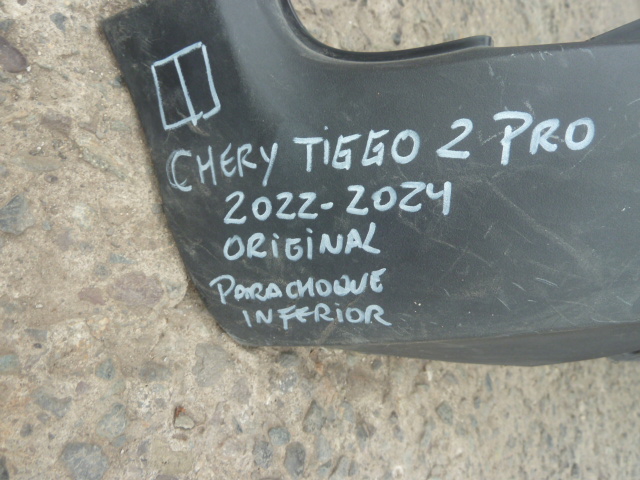 CHERY TIGGO 2 PRO
2022-2024
ORIGINAL
PARACHOQUE
INFERIOR